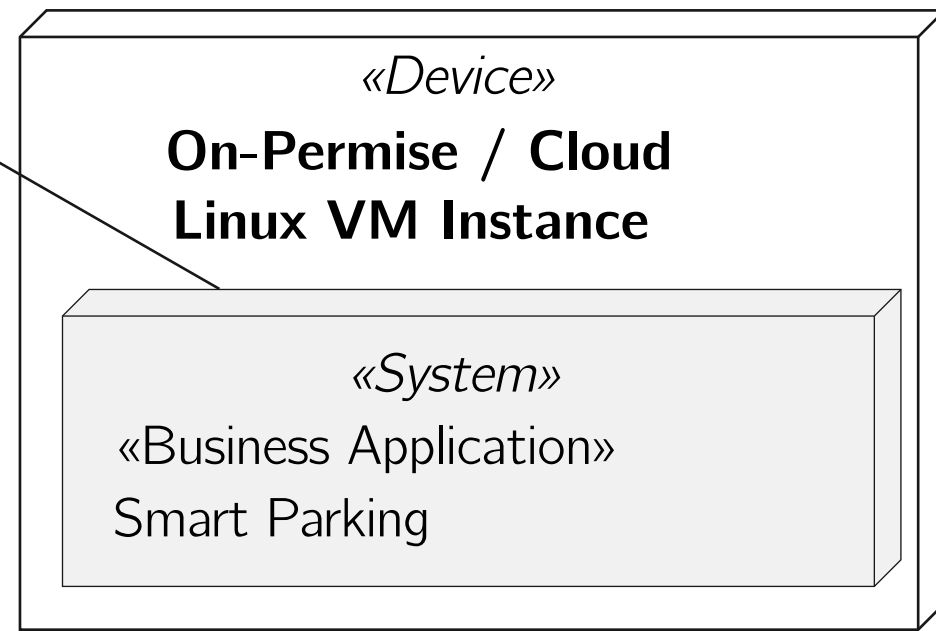 «Device»
On-Permise / Cloud
Linux VM Instance
«System»
«Business Application»
Smart Parking